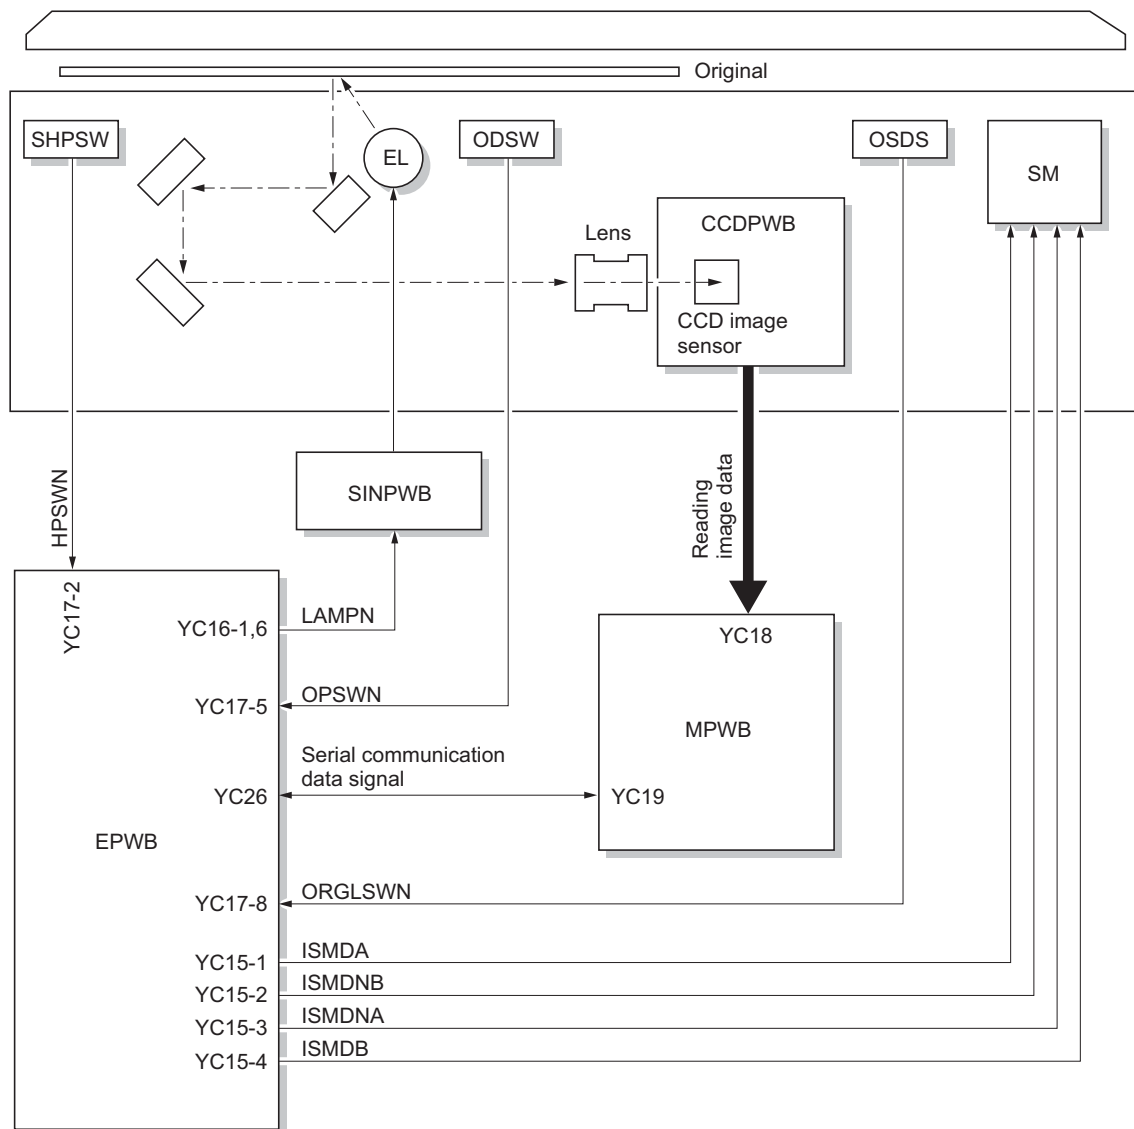 Original
SHPSW
EL
ODSW
OSDS
SM
CCDPWB
Lens
CCD image
sensor
SINPWB
HPSWN
Reading
image data
YC17-2
YC16-1,6
LAMPN
YC18
YC17-5
OPSWN
MPWB
Serial communication
data signal
YC26
YC19
EPWB
YC17-8
ORGLSWN
YC15-1
ISMDA
YC15-2
ISMDNB
YC15-3
ISMDNA
YC15-4
ISMDB